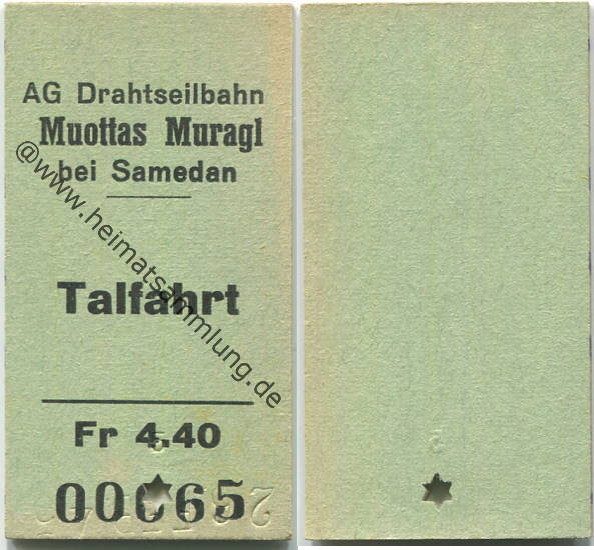 AG Drahtseilbahn
Muottas Muragl
bei Samedan
Talfahrt
Fr 4.40
00065
@www.heimatsammlung.de